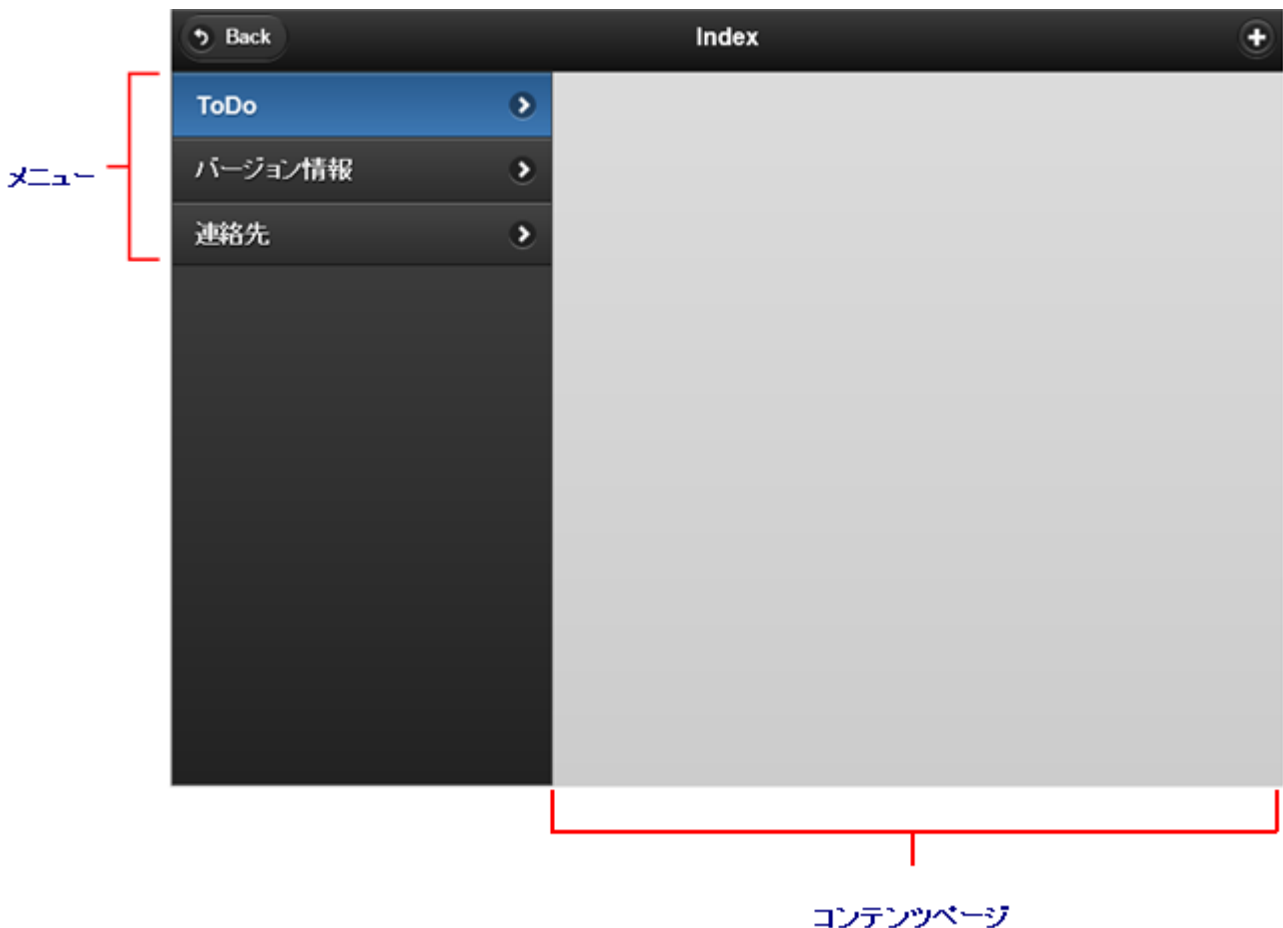 Back
Index
ToDo
バージョン情報
連絡先
メニュー
コンテンツページ